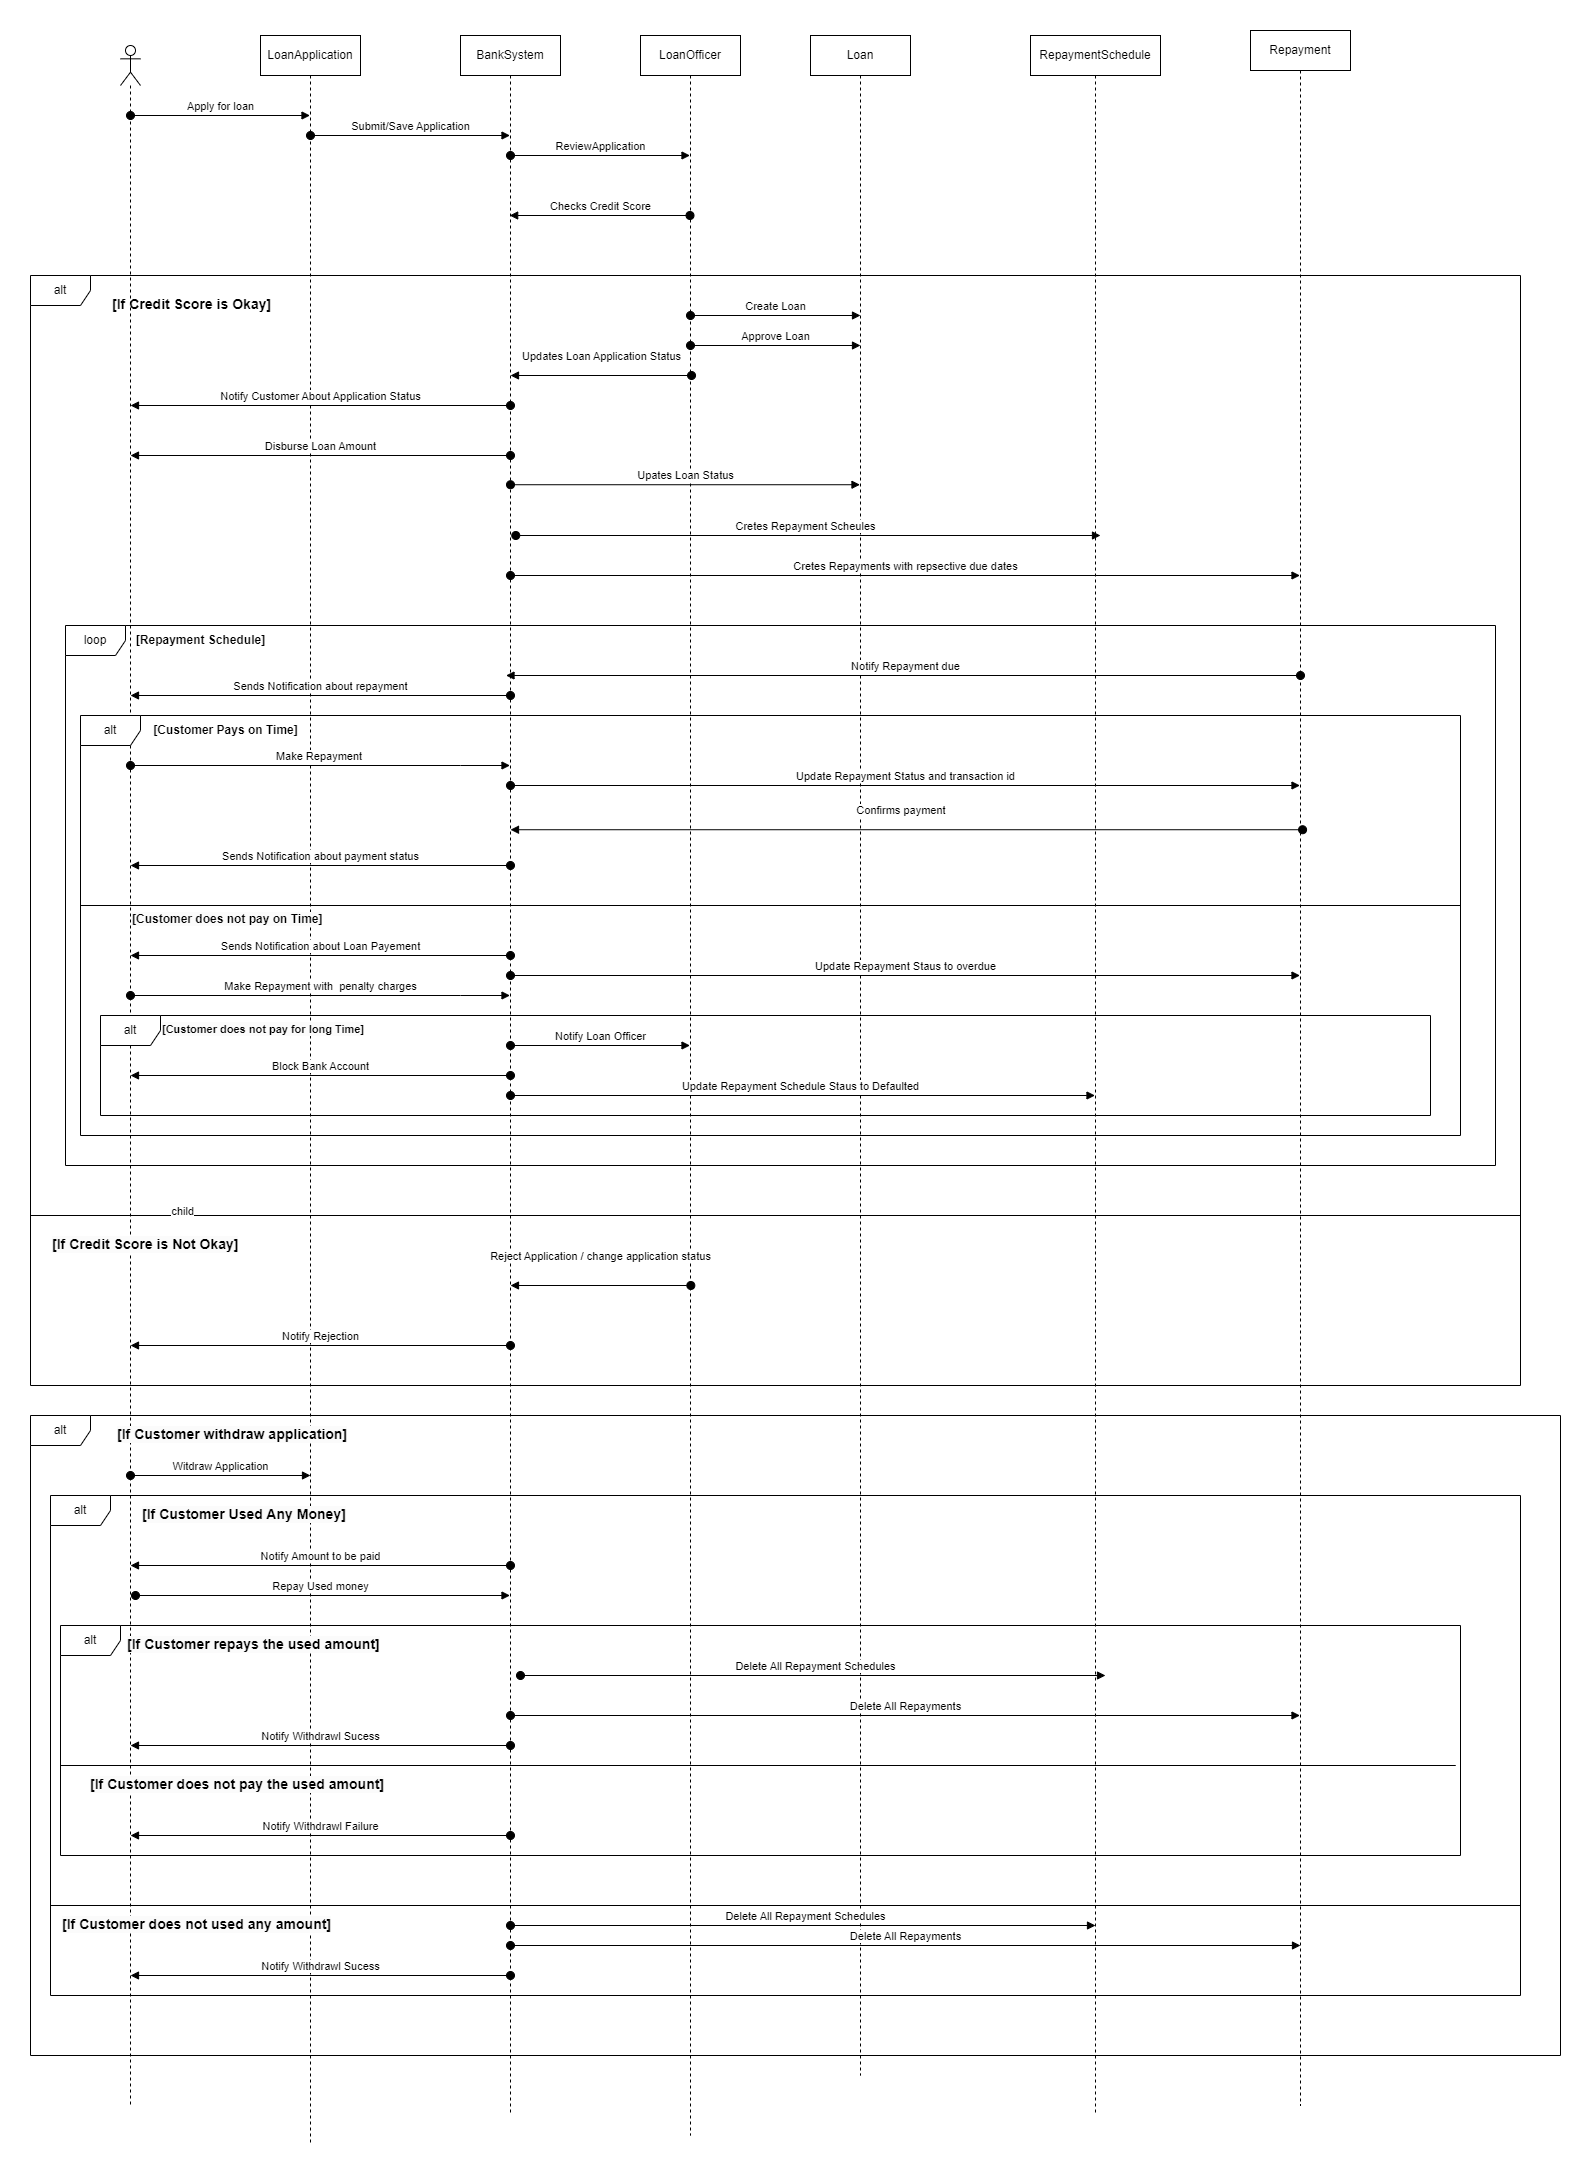 LoanApplication
BankSystem
LoanOfficer
Loan
RepaymentSchedule
Repayment
Apply for loan
Submit/Save Application
ReviewApplication
Checks Credit Score
alt
[If Credit Score is Okay]
Create Loan
Approve Loan
Updates Loan Application Status
Notify Customer About Application Status
Disburse Loan Amount
Upates Loan Status
Cretes Repayment Scheules
Cretes Repayments with repsective due dates
loop
[Repayment Schedule]
Notify Repayment due
Sends Notification about repayment
alt
[Customer Pays on Time]
Make Repayment
Update Repayment Status and transaction id
Confirms payment
Sends Notification about payment status
[Customer does not pay on Time]
Sends Notification about Loan Payement
Update Repayment Staus to overdue
Make Repayment with penalty charges
alt
[Customer does not pay for long Time]
Notify Loan Officer
Block Bank Account
Update Repayment Schedule Staus to Defaulted
child
[If Credit Score is Not Okay]
Reject Application / change application status
Notify Rejection
alt
[If Customer withdraw application]
Witdraw Application
alt
[If Customer Used Any Money]
Notify Amount to be paid
Repay Used money
alt
[If Customer repays the used amount]
Delete All Repayment Schedules
Delete All Repayments
Notify Withdrawl Sucess
[If Customer does not pay the used amount]
Notify Withdrawl Failure
[If Customer does not used any amount]
Delete All Repayment Schedules
Delete All Repayments
Notify Withdrawl Sucess